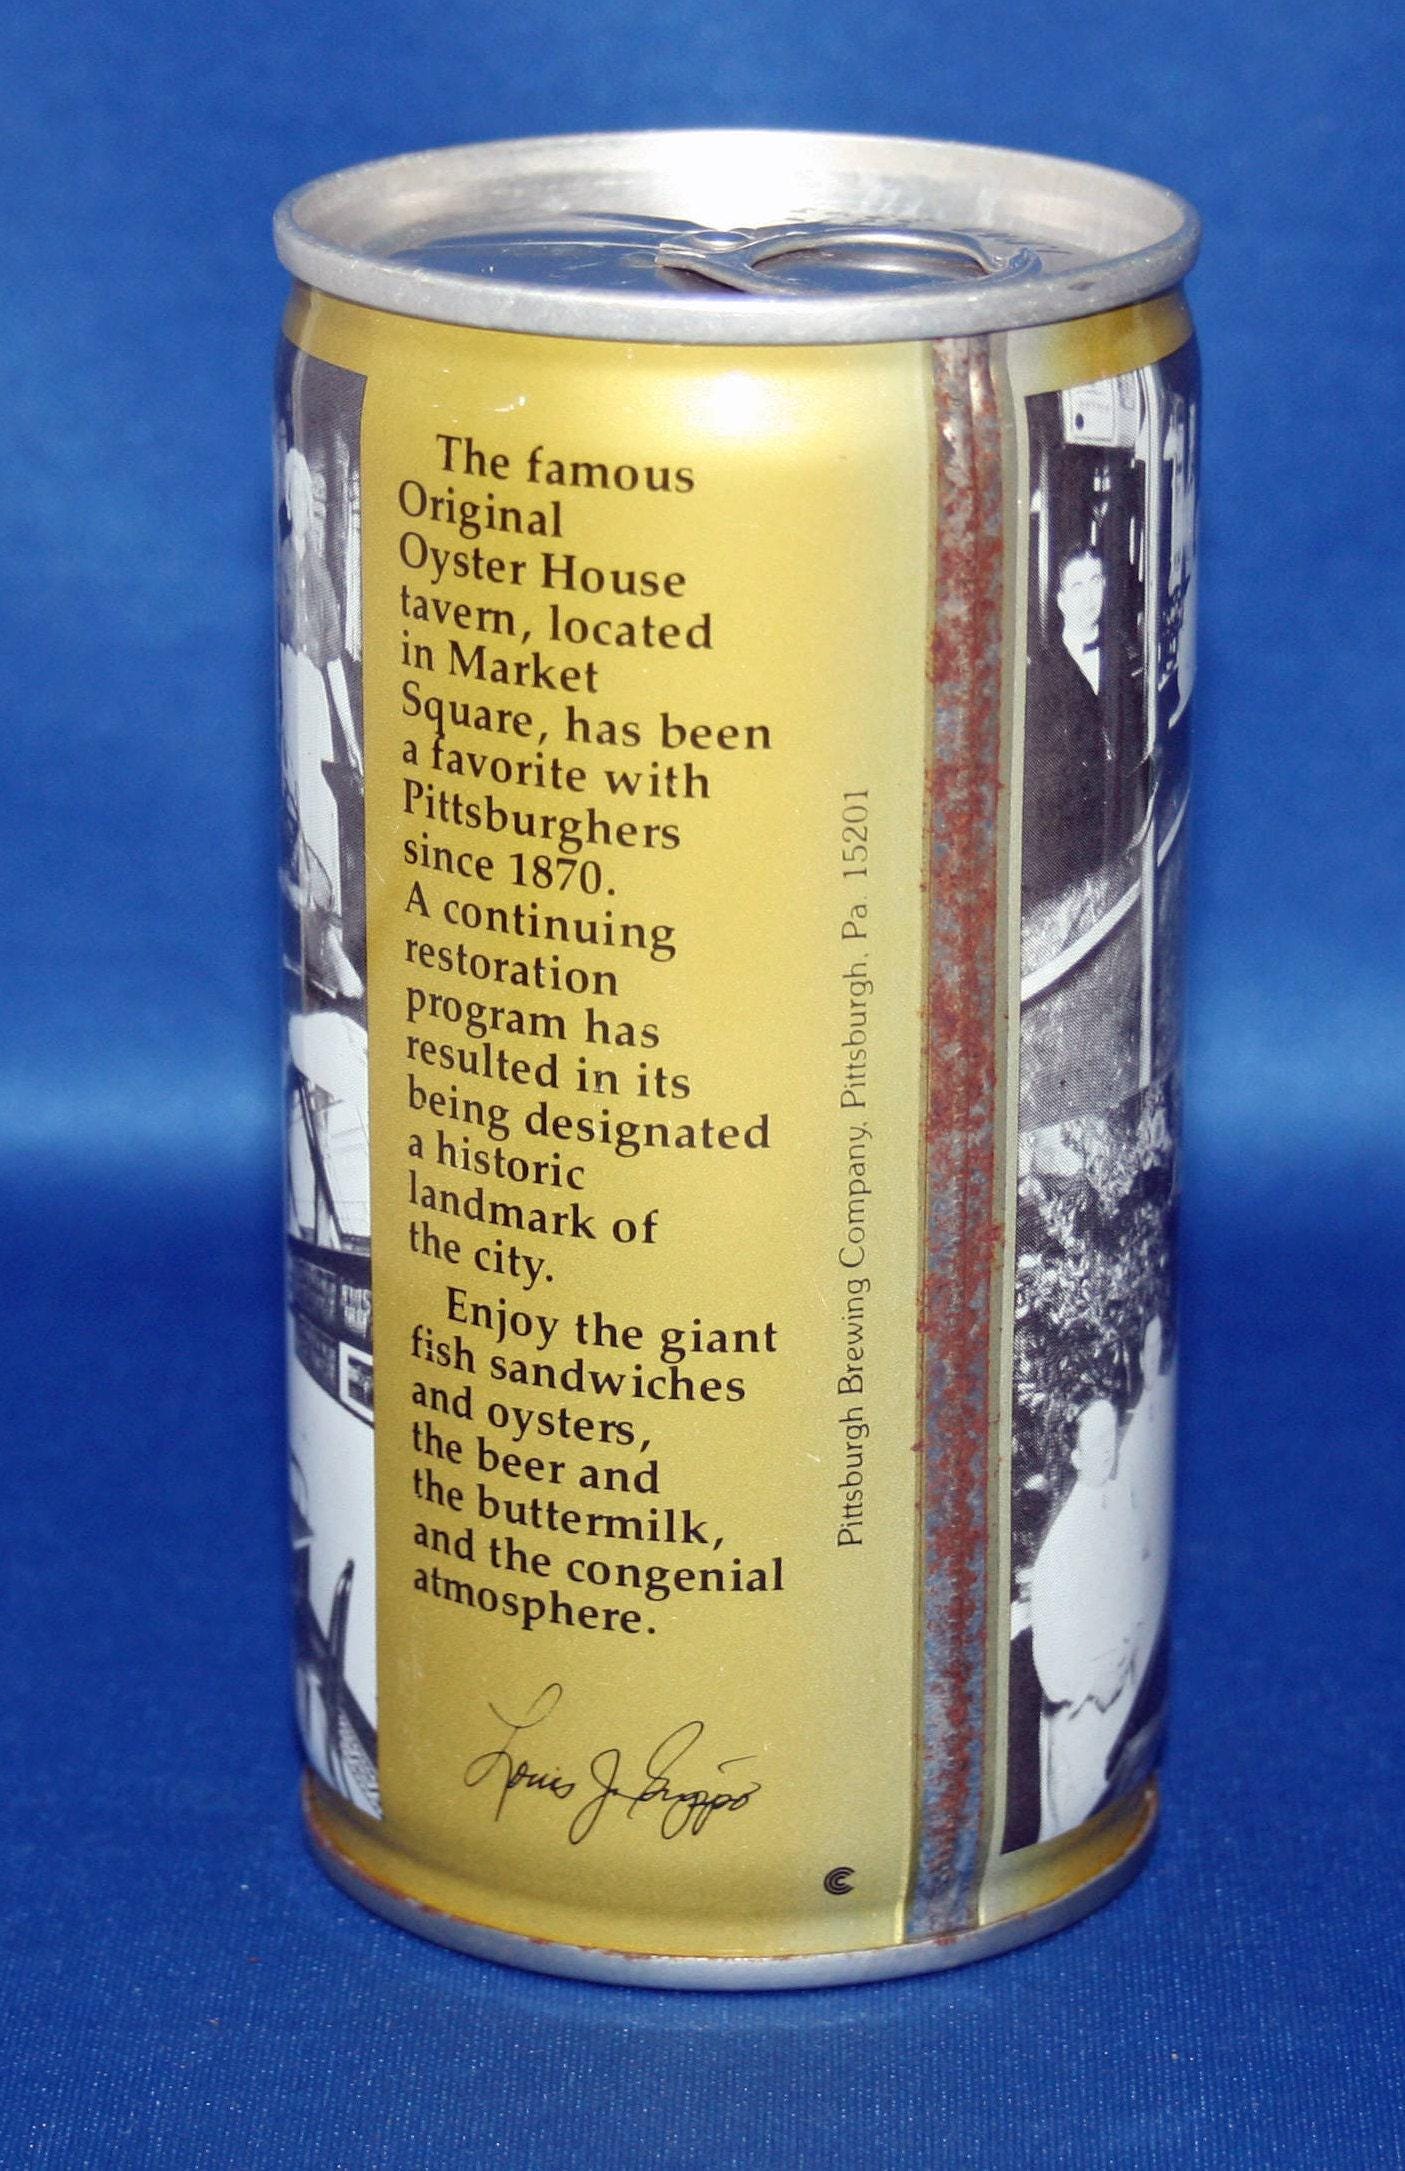 The famous
Original
Oyster House
tavern, located
in Market
Square, has been
a favorite with
Pittsburghers
since 1870.
A continuing
restoration
program has
resulted in its
being designated
a historic
landmark of
the city.
Enjoy the giant
fish sandwiches
and oysters,
the beer and
the buttermilk,
and the congenial
atmosphere.
Louis J. Grippo
Pittsburgh Brewing Company, Pittsburgh, Pa. 15201